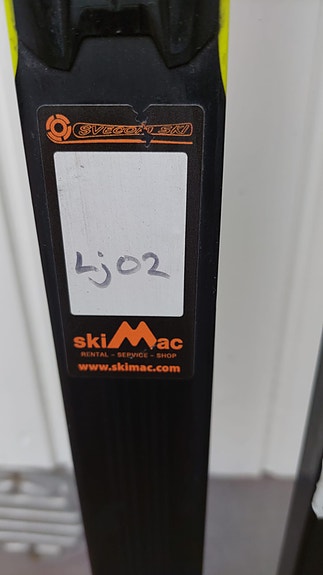 SVECOM SKI
Lj02
skiMac
RENTAL - SERVICE - SHOP
www.skimac.com